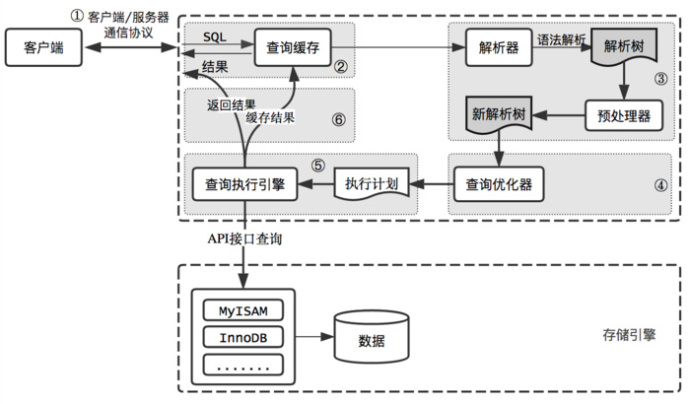 ① 客户端/服务器
通信协议
客户端
SQL
结果
查询缓存
②
解析器
语法解析
解析树
③
预处理器
新解析树
返回结果
缓存结果
⑥
⑤
查询执行引擎
执行计划
查询优化器
④
API接口查询
MyISAM
InnoDB
.......
数据
存储引擎